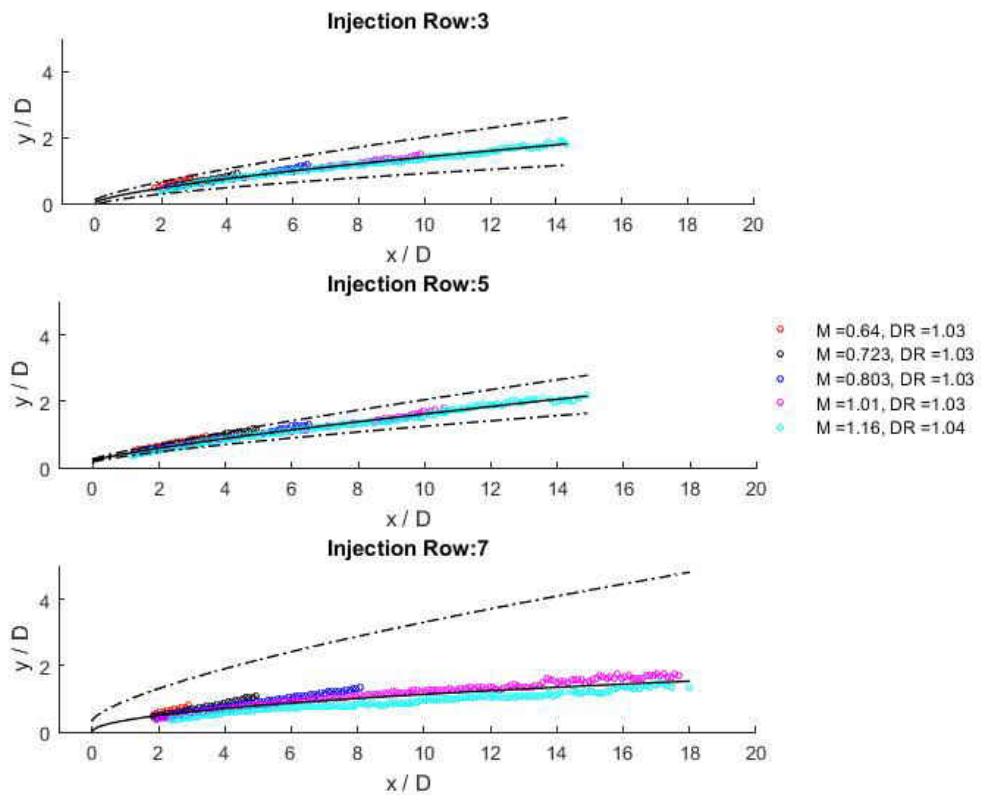 Injection Row:3
4
2
0
y / D
0 2 4 6 8 10 12 14 16 18 20
x / D
Injection Row:5
4
2
0
y / D
0 2 4 6 8 10 12 14 16 18 20
x / D
M =0.64, DR =1.03
M =0.723, DR =1.03
M =0.803, DR =1.03
M =1.01, DR =1.03
M =1.16, DR =1.04
Injection Row:7
4
2
0
y / D
0 2 4 6 8 10 12 14 16 18 20
x / D